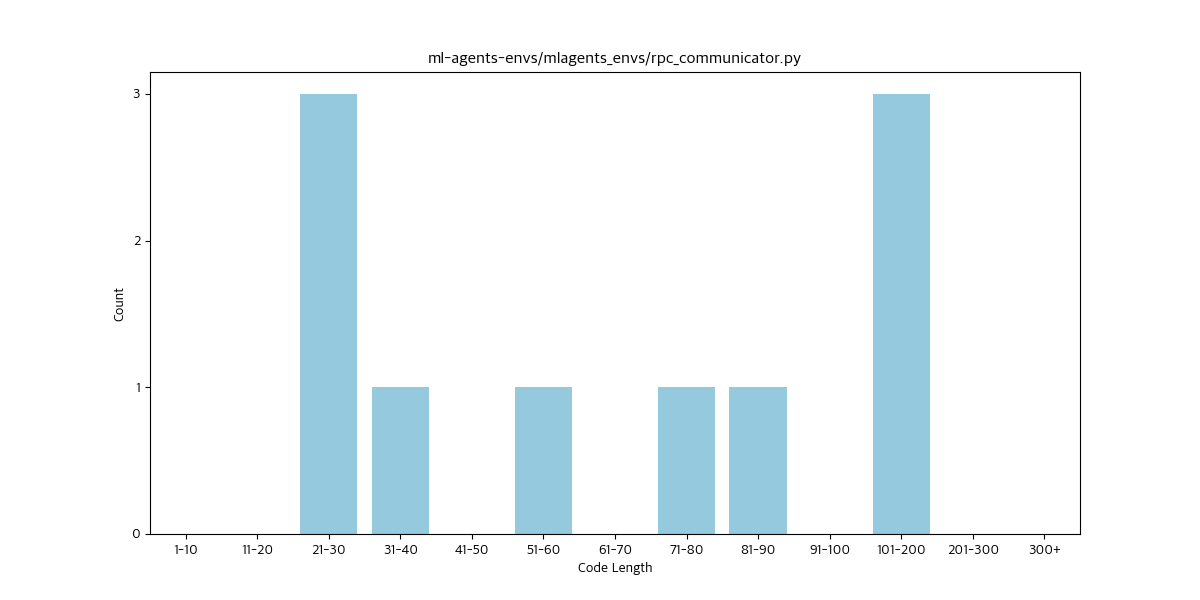 ml-agents-envs/mlagents_envs/rpc_communicator.py
3
2
1
0
Count
1-10 11-20 21-30 31-40 41-50 51-60 61-70 71-80 81-90 91-100 101-200 201-300 300+
Code Length